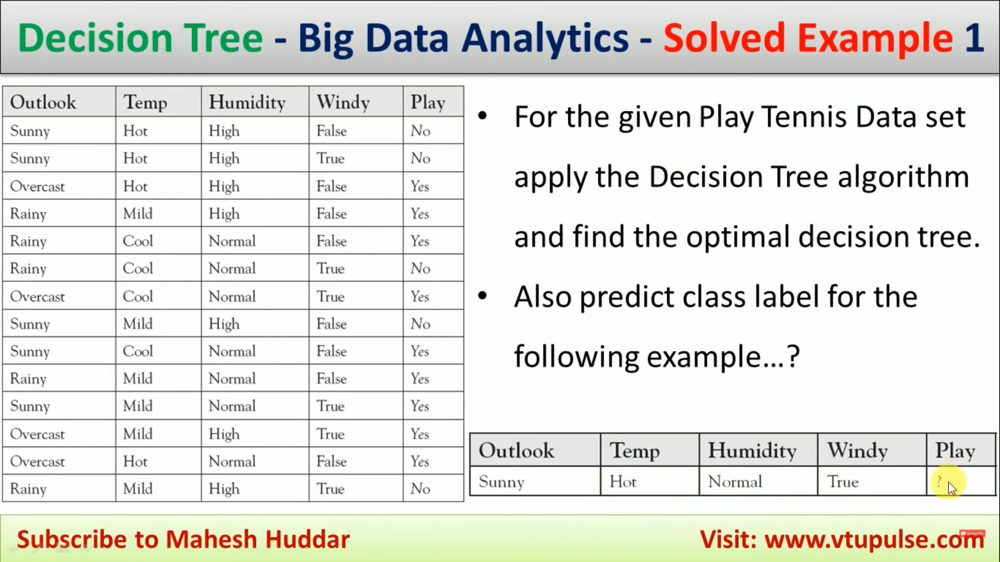 Decision Tree - Big Data Analytics - Solved Example 1
Outlook Temp Humidity Windy Play
Sunny Hot High False No
Sunny Hot High True No
Overcast Hot High False Yes
Rainy Mild High False Yes
Rainy Cool Normal False Yes
Rainy Cool Normal True No
Overcast Cool Normal True Yes
Sunny Mild High False No
Sunny Cool Normal False Yes
Rainy Mild Normal False Yes
Sunny Mild Normal True Yes
Overcast Mild High True Yes
Overcast Hot Normal False Yes
Rainy Mild High True No
• For the given Play Tennis Data set
apply the Decision Tree algorithm
and find the optimal decision tree.
• Also predict class label for the
following example...?
Outlook Temp Humidity Windy Play
Sunny Hot Normal True ?
Subscribe to Mahesh Huddar
Visit: www.vtupulse.com